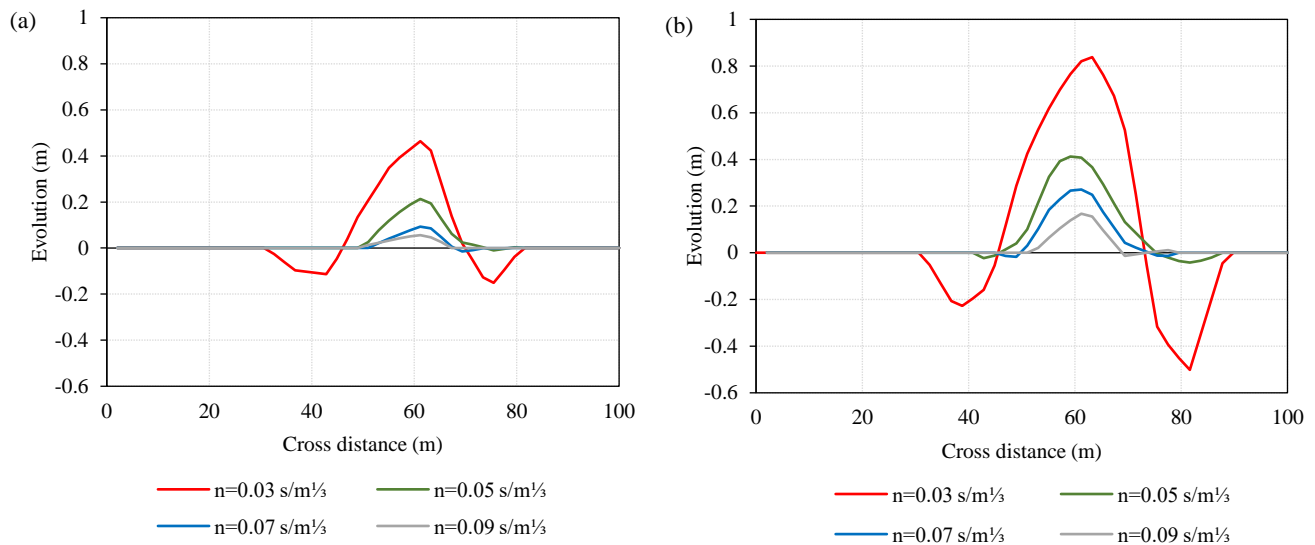 (a)
1
0.8
0.6
0.4
0.2
0
-0.2
-0.4
-0.6
Evolution (m)
0 20 40 60 80 100
Cross distance (m)
n=0.03 s/m⅓ n=0.05 s/m⅓
n=0.07 s/m⅓ n=0.09 s/m⅓
(b)
1
0.8
0.6
0.4
0.2
0
-0.2
-0.4
-0.6
Evolution (m)
0 20 40 60 80 100
Cross distance (m)
n=0.03 s/m⅓ n=0.05 s/m⅓
n=0.07 s/m⅓ n=0.09 s/m⅓